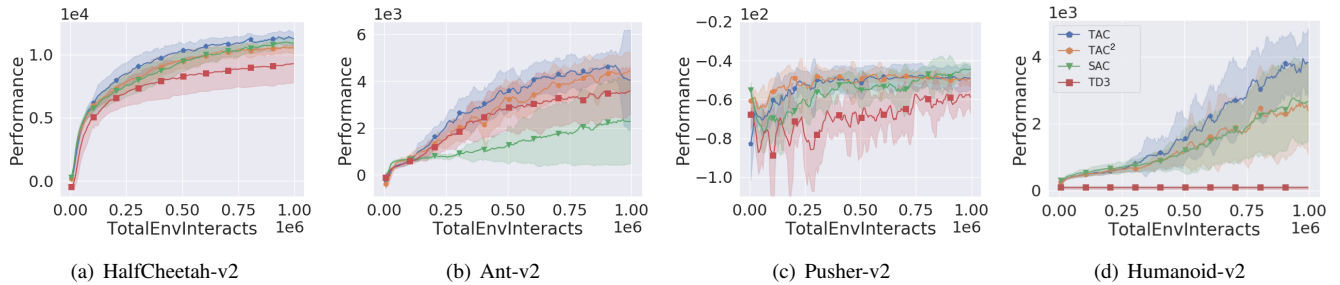 1e4
Performance
1.0
0.5
0.0
0.00 0.25 0.50 0.75 1.00
TotalEnvInteracts 1e6
(a) HalfCheetah-v2
1e3
Performance
6
4
2
0
0.00 0.25 0.50 0.75 1.00
TotalEnvInteracts 1e6
(b) Ant-v2
1e2
Performance
−0.2
−0.4
−0.6
−0.8
−1.0
0.00 0.25 0.50 0.75 1.00
TotalEnvInteracts 1e6
(c) Pusher-v2
1e3
Performance
4
2
0
TAC
TAC²
SAC
TD3
0.00 0.25 0.50 0.75 1.00
TotalEnvInteracts 1e6
(d) Humanoid-v2